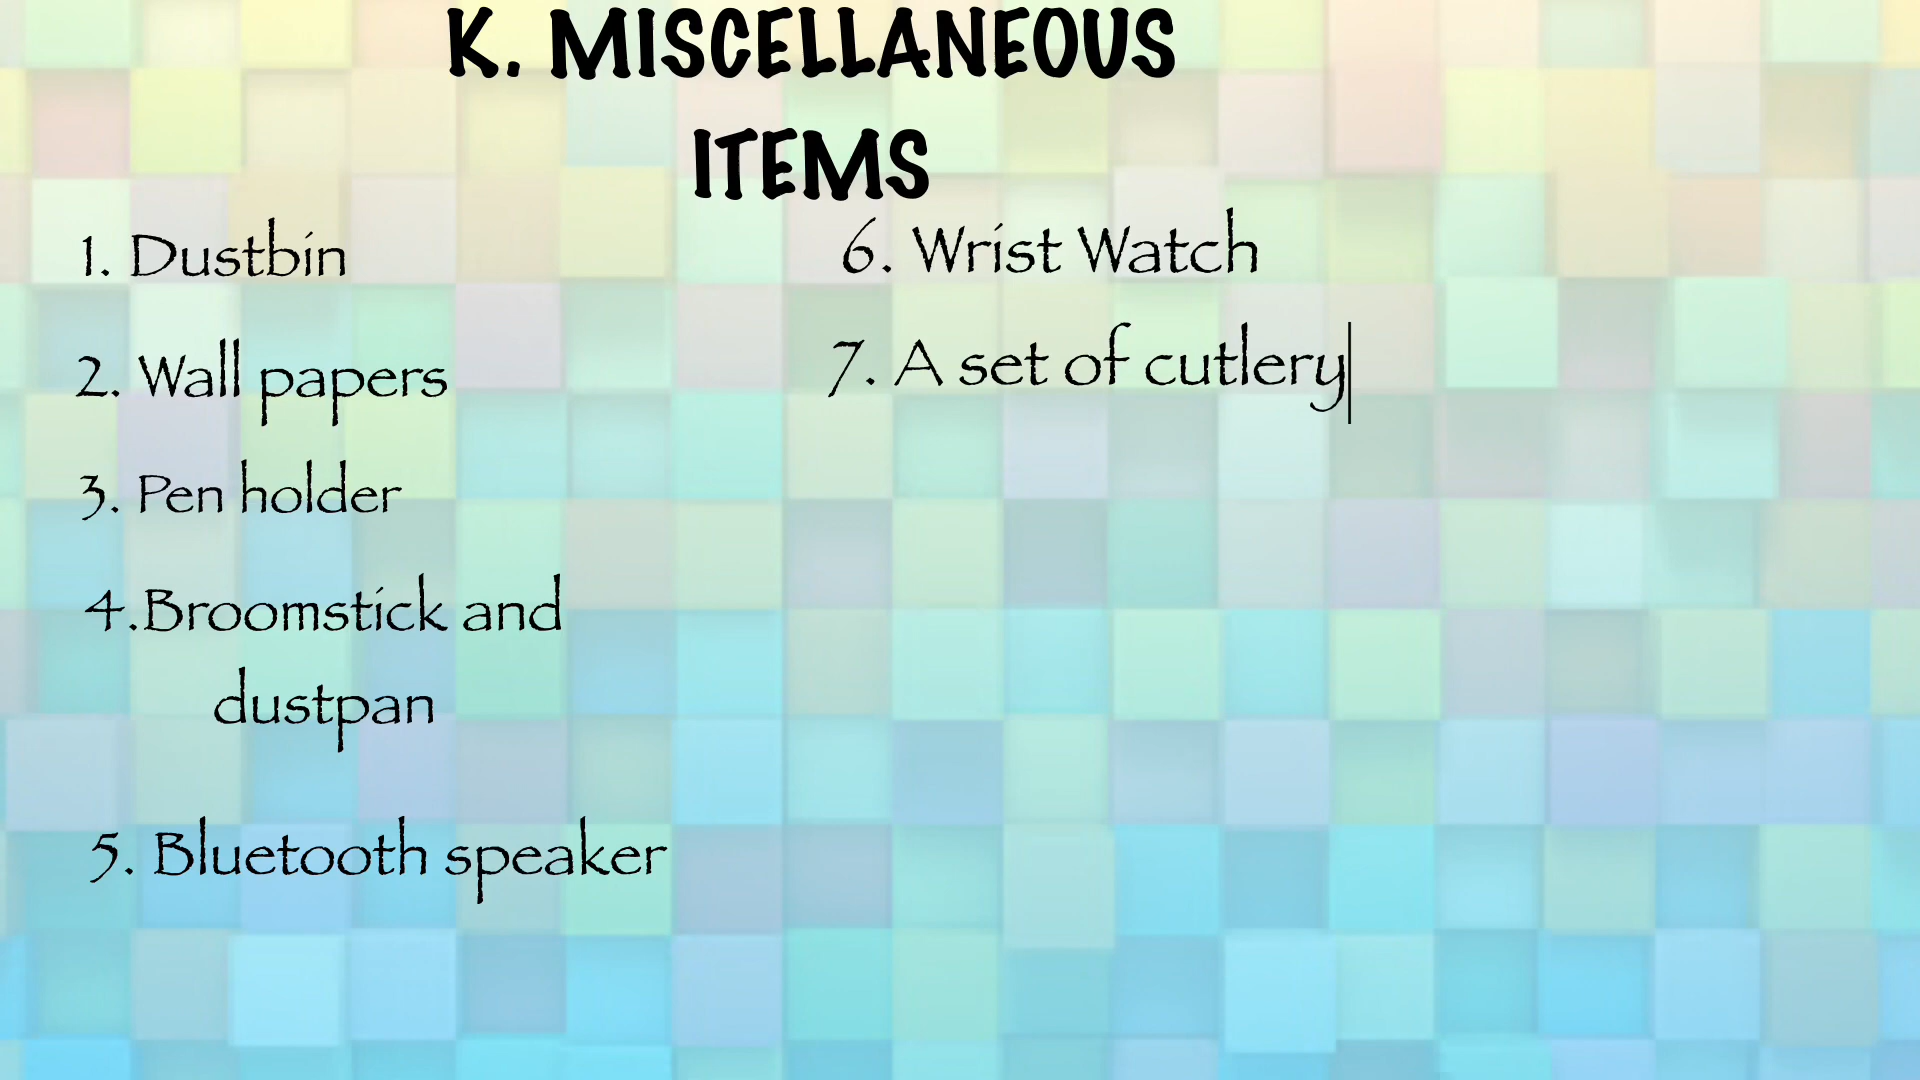 K. MISCELLANEOUS
ITEMS
1. Dustbin
2. Wall papers
3. Pen holder
4.Broomstick and
dustpan
5. Bluetooth speaker
6. Wrist Watch
7. A set of cutlery